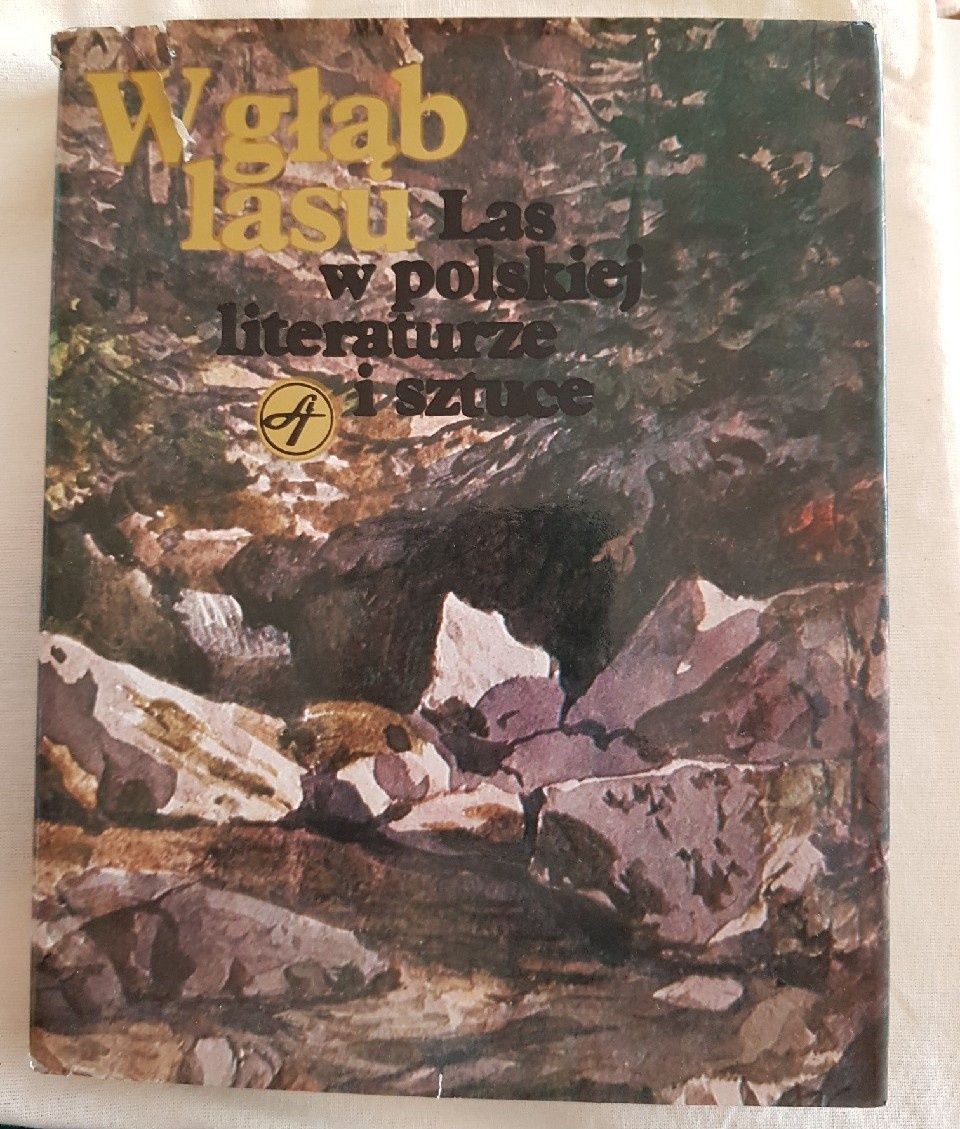 W głąb
lasu
Las
w polskiej
literaturze
i sztuce